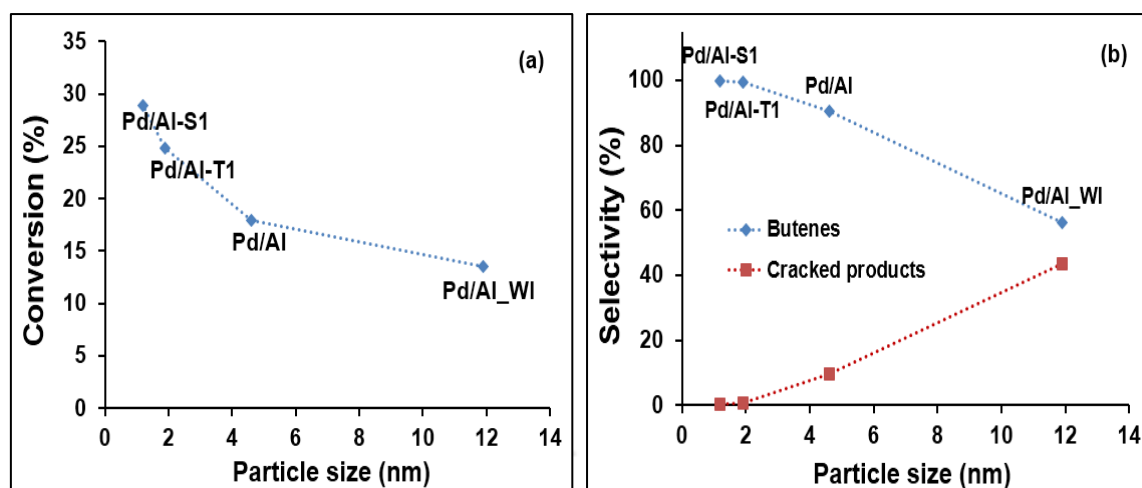 (a)
Conversion (%)
35
30
25
20
15
10
5
0
Pd/Al-S1
Pd/Al-T1
Pd/Al
Pd/Al_WI
0 2 4 6 8 10 12 14
Particle size (nm)
(b)
Selectivity (%)
100
80
60
40
20
0
Pd/Al-S1
Pd/Al-T1
Pd/Al
Pd/Al_WI
Butenes
Cracked products
0 2 4 6 8 10 12 14
Particle size (nm)